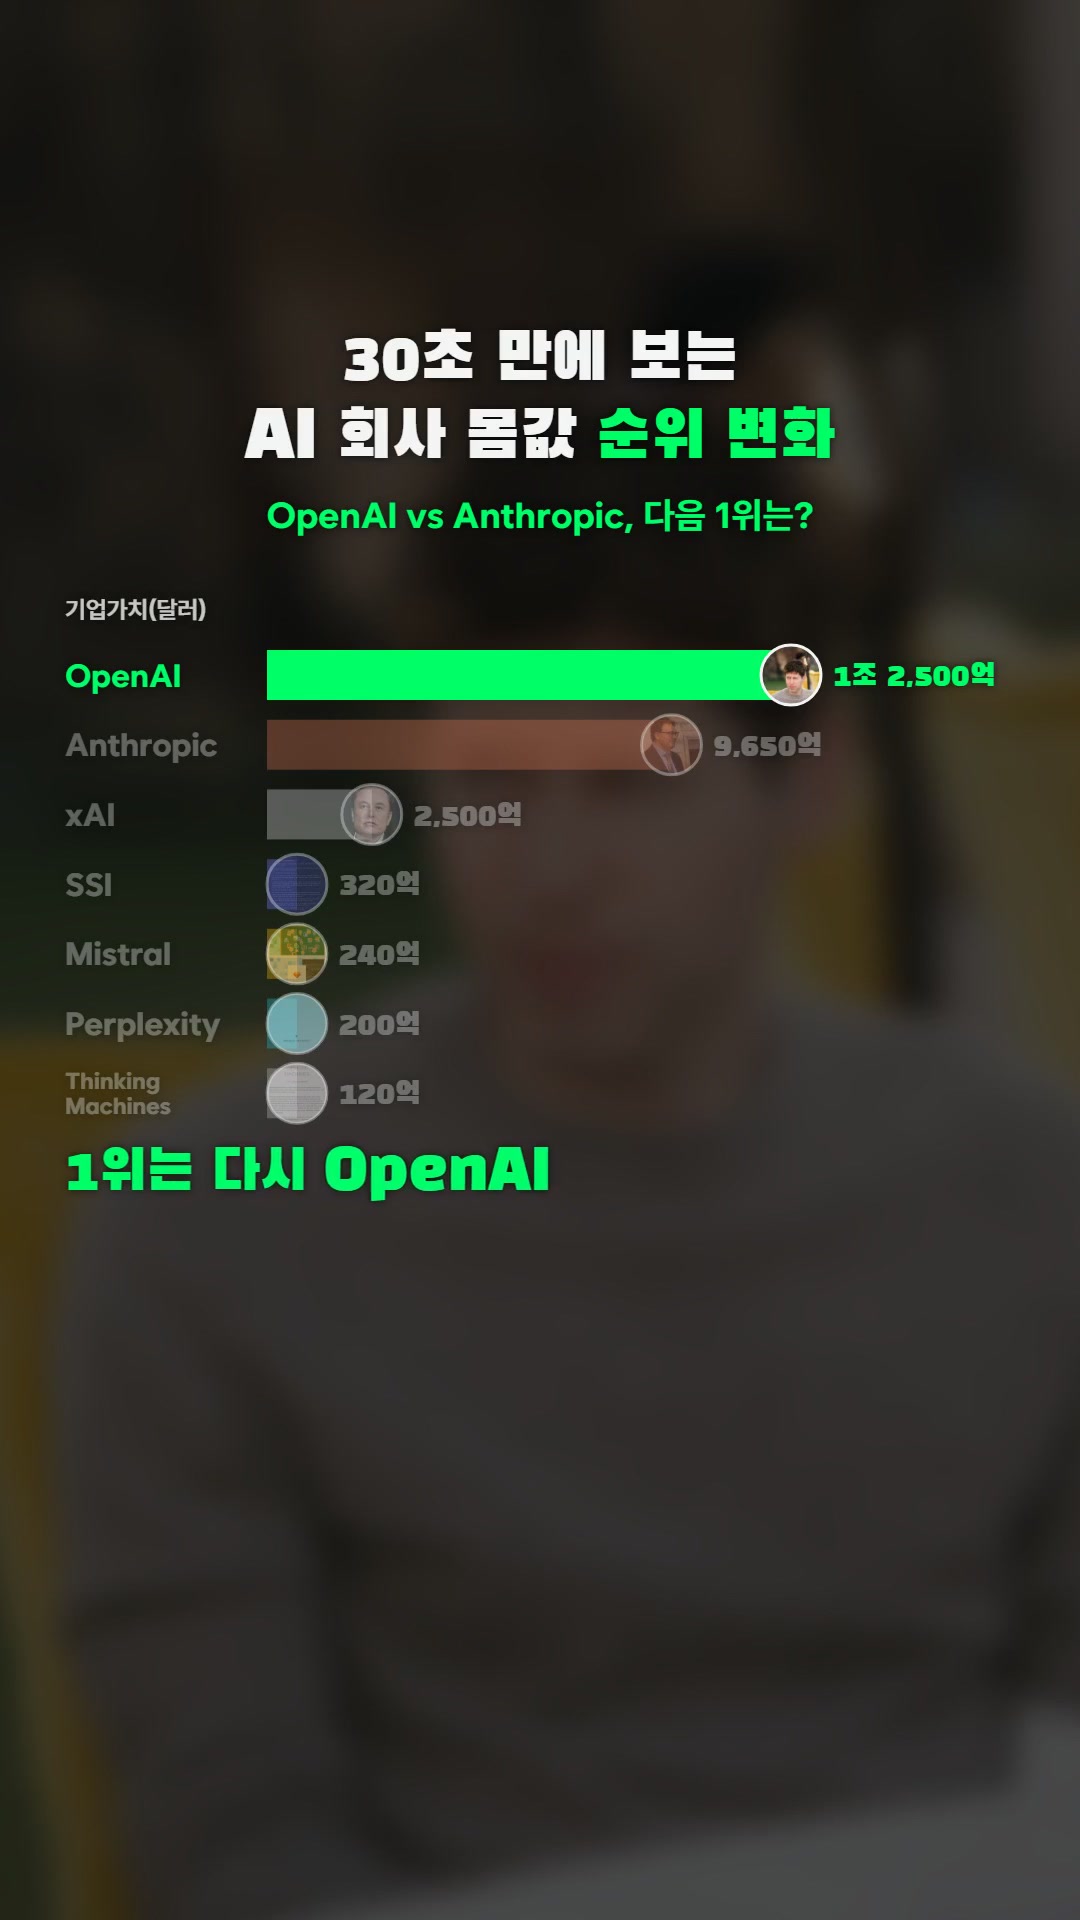 30초 만에 보는
AI 회사 몸값 순위 변화
OpenAI vs Anthropic, 다음 1위는?
기업가치(달러)
OpenAI 1조 2,500억
Anthropic 9,650억
xAI 2,500억
SSI 320억
Mistral 240억
Perplexity 200억
Thinking
Machines 120억
1위는 다시 OpenAI